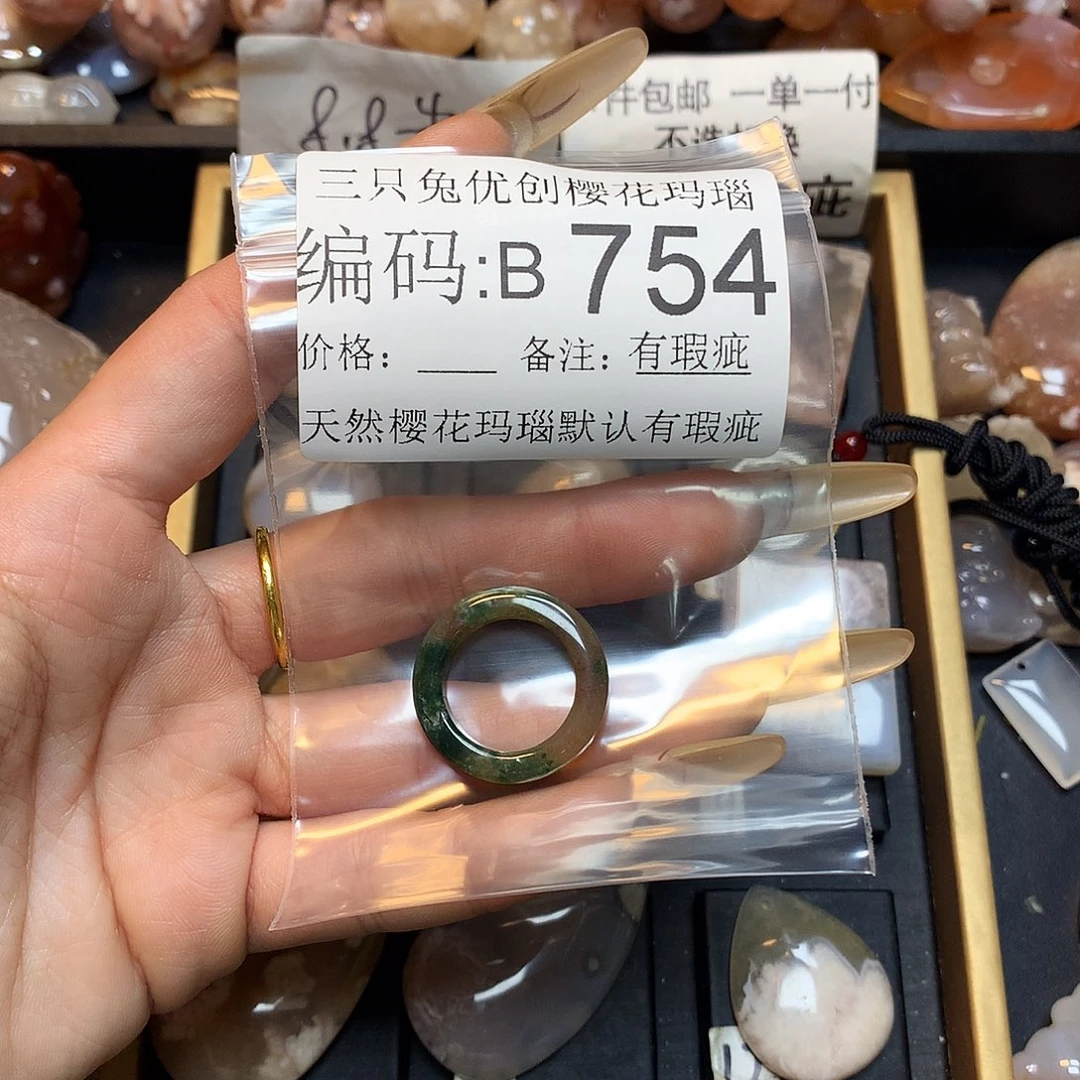 件包邮 一单一付
三只兔优创樱花玛瑙
编码:B 754
价格：____ 备注：有瑕疵
天然樱花玛瑙默认有瑕疵